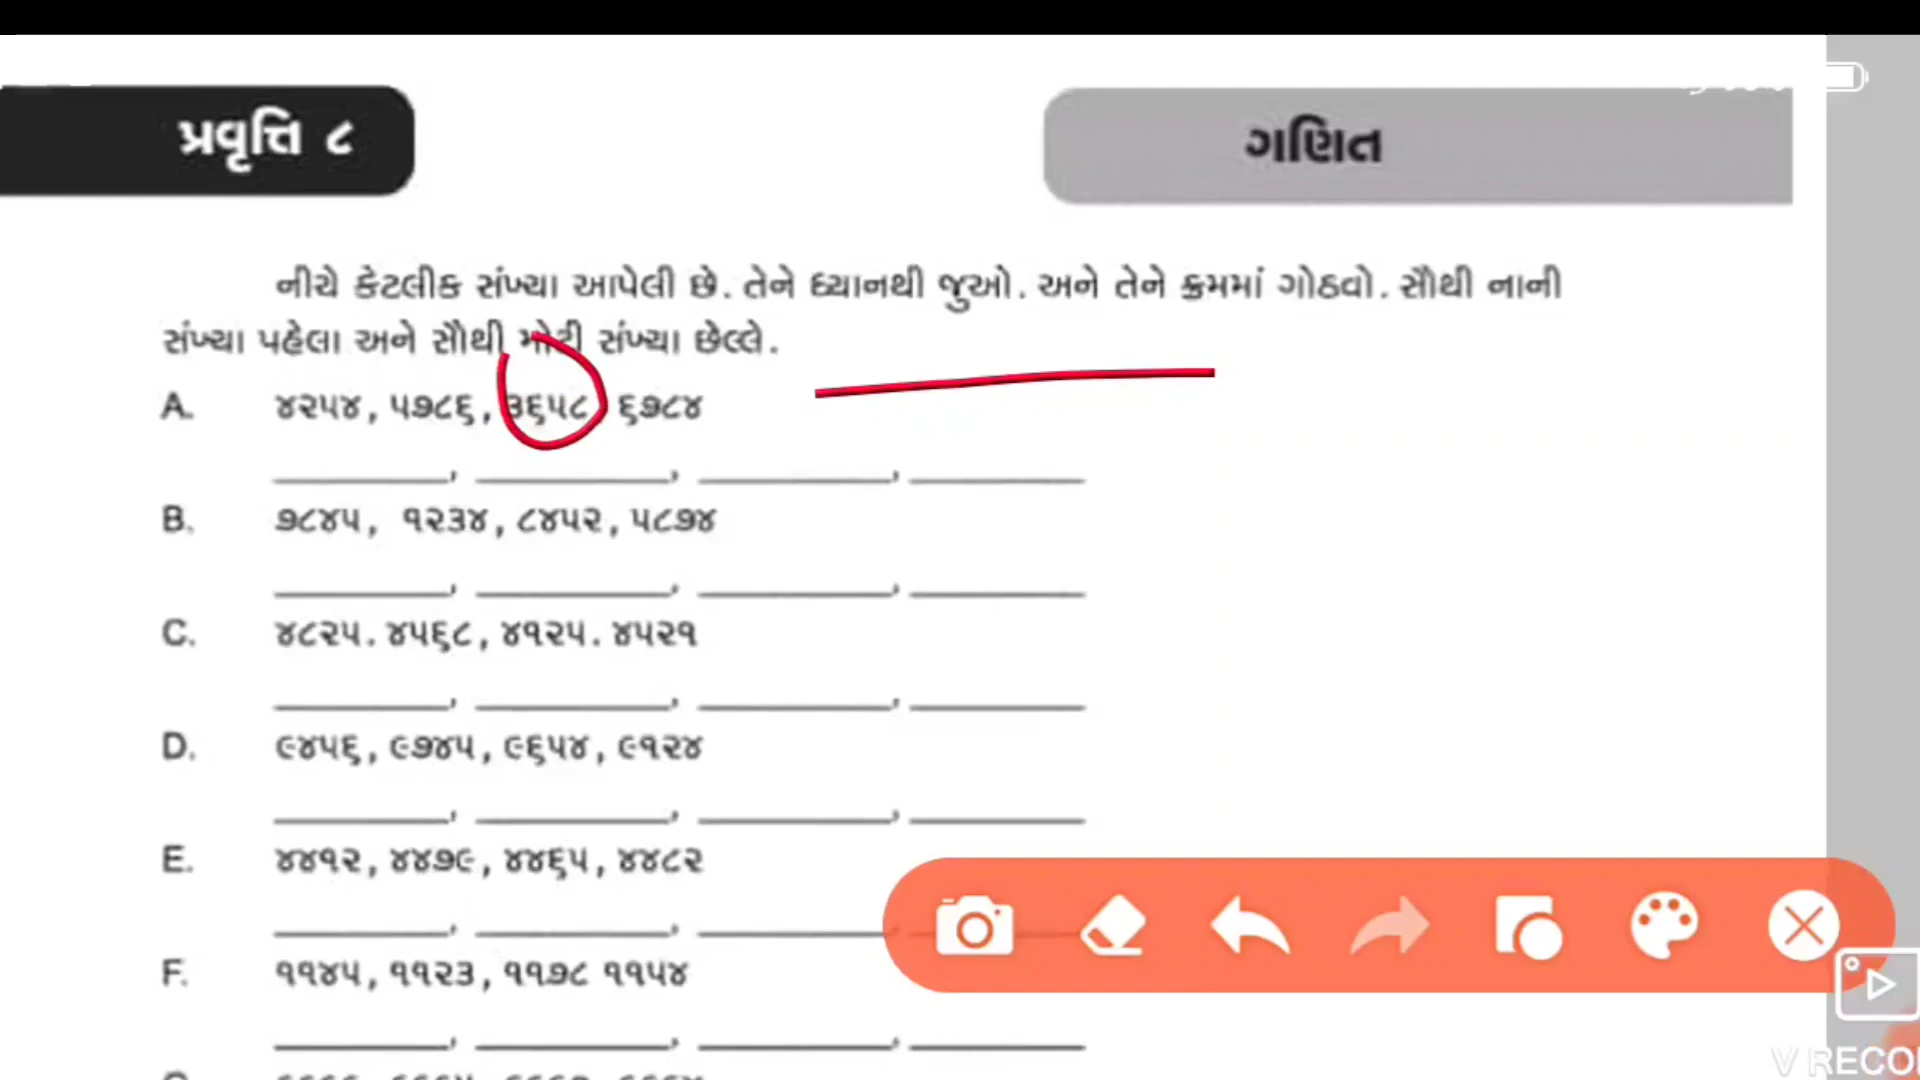 પ્રવૃત્તિ ૮
ગણિત
નીચે કેટલીક સંખ્યા આપેલી છે. તેને ધ્યાનથી જુઓ. અને તેને ક્રમમાં ગોઠવો. સૌથી નાની
સંખ્યા પહેલા અને સૌથી મોટી સંખ્યા છેલ્લે.
A. ૪૨૫૪, ૫૭૮૬, ૩૬૫૮ ૬૭૮૪
B. ૭૮૪૫, ૧૨૩૪, ૮૪૫૨, ૫૮૭૪
C. ૪૮૨૫. ૪૫૬૮, ૪૧૨૫. ૪૫૨૧
D. ૯૪૫૬, ૯૭૪૫, ૯૬૫૪, ૯૧૨૪
E. ૪૪૧૨, ૪૪૭૯, ૪૪૬૫, ૪૪૮૨
F. ૧૧૪૫, ૧૧૨૩, ૧૧૭૮ ૧૧૫૪
V RECO